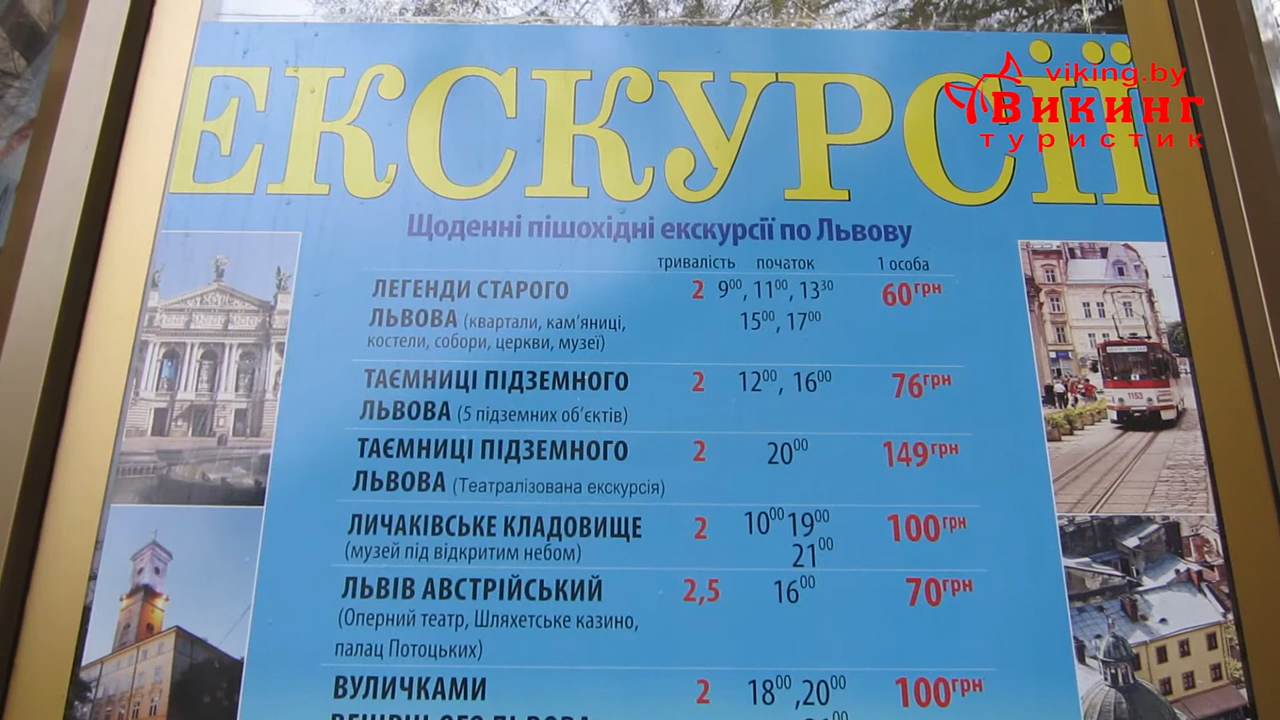 ЕКСКУРСІЇ
viking.by
Викинг
туристик
Щоденні пішохідні екскурсії по Львову
тривалість початок 1 особа
ЛЕГЕНДИ СТАРОГО 2 9⁰⁰, 11⁰⁰, 13³⁰ 60грн
ЛЬВОВА (квартали, кам'яниці, 15⁰⁰, 17⁰⁰
костели, собори, церкви, музеї)
ТАЄМНИЦІ ПІДЗЕМНОГО 2 12⁰⁰, 16⁰⁰ 76грн
ЛЬВОВА (5 підземних об'єктів)
ТАЄМНИЦІ ПІДЗЕМНОГО 2 20⁰⁰ 149грн
ЛЬВОВА (Театралізована екскурсія)
ЛИЧАКІВСЬКЕ КЛАДОВИЩЕ 2 10⁰⁰ 19⁰⁰ 100грн
(музей під відкритим небом) 21⁰⁰
ЛЬВІВ АВСТРІЙСЬКИЙ 2,5 16⁰⁰ 70грн
(Оперний театр, Шляхетське казино,
палац Потоцьких)
ВУЛИЧКАМИ 2 18⁰⁰,20⁰⁰ 100грн
ВЕЧІРНЬОГО ЛЬВОВА
1153